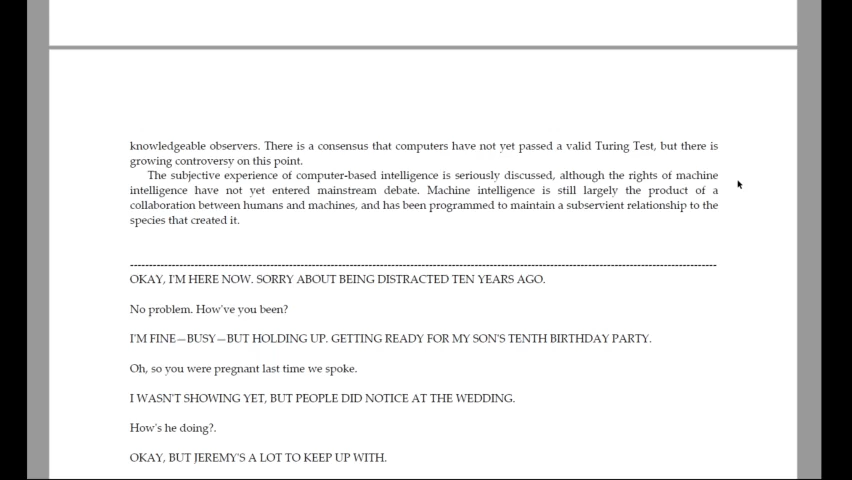 knowledgeable observers. There is a consensus that computers have not yet passed a valid Turing Test, but there is
growing controversy on this point.
The subjective experience of computer-based intelligence is seriously discussed, although the rights of machine
intelligence have not yet entered mainstream debate. Machine intelligence is still largely the product of a
collaboration between humans and machines, and has been programmed to maintain a subservient relationship to the
species that created it.
OKAY, I'M HERE NOW. SORRY ABOUT BEING DISTRACTED TEN YEARS AGO.
No problem. How've you been?
I'M FINE—BUSY—BUT HOLDING UP. GETTING READY FOR MY SON'S TENTH BIRTHDAY PARTY.
Oh, so you were pregnant last time we spoke.
I WASN'T SHOWING YET, BUT PEOPLE DID NOTICE AT THE WEDDING.
How's he doing?.
OKAY, BUT JEREMY'S A LOT TO KEEP UP WITH.